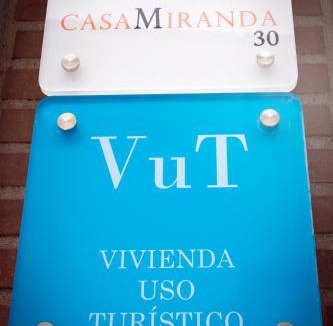 CASAMIRANDA
30
VuT
VIVIENDA
USO
TURÍSTICO